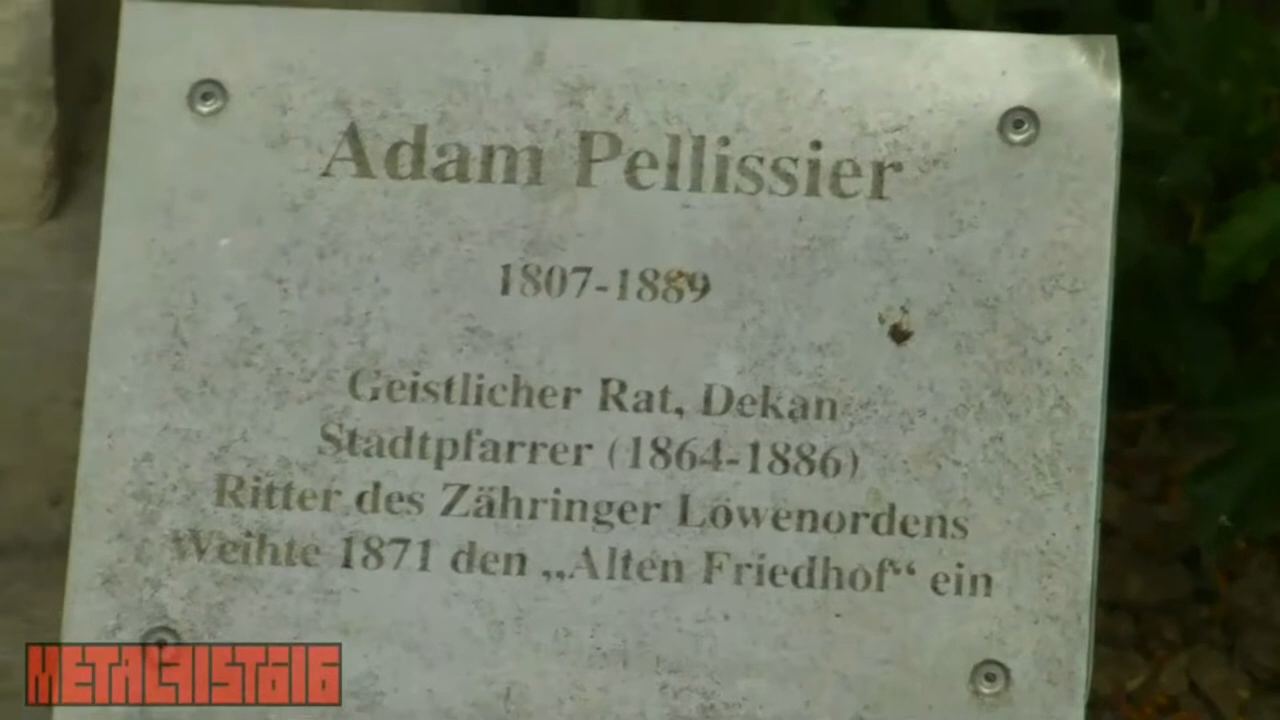 Adam Pellissier
1807-1889
Geistlicher Rat, Dekan
Stadtpfarrer (1864-1886)
Ritter des Zähringer Löwenordens
Weihte 1871 den „Alten Friedhof“ ein